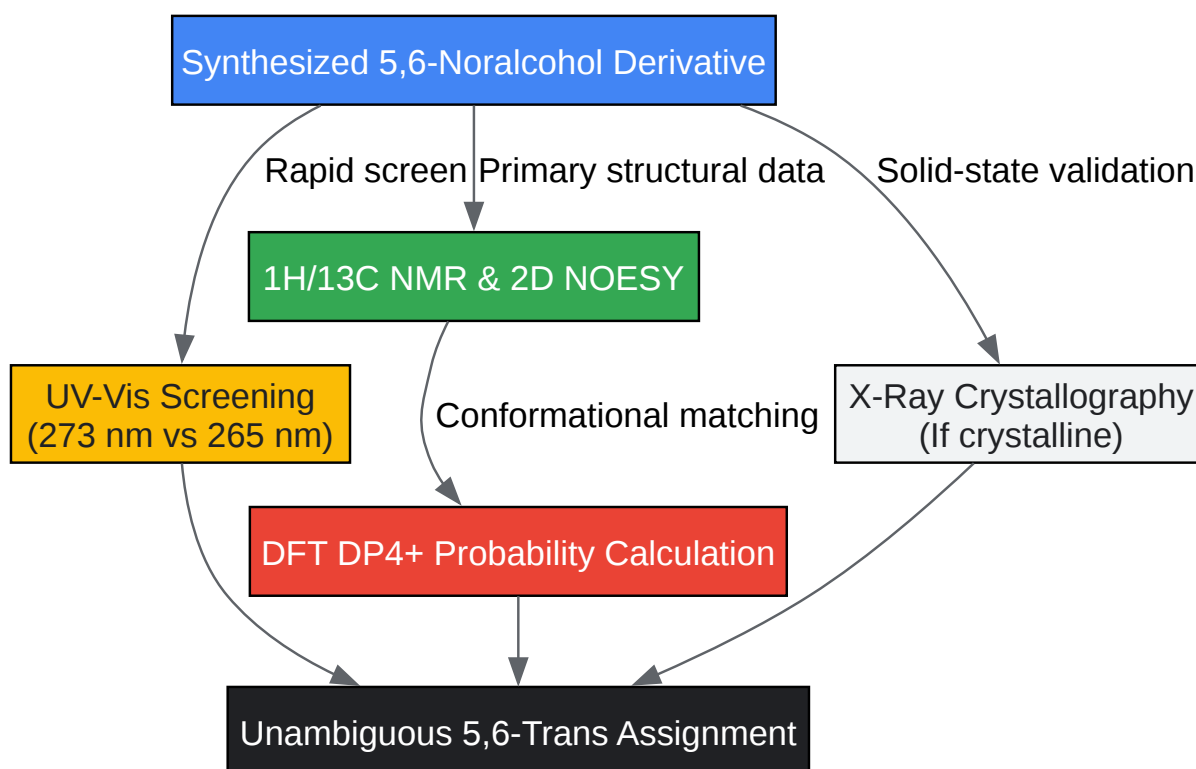 Synthesized 5,6-Noralcohol Derivative
Rapid screen
Primary structural data
Solid-state validation
1H/13C NMR & 2D NOESY
UV-Vis Screening
(273 nm vs 265 nm)
Conformational matching
X-Ray Crystallography
(If crystalline)
DFT DP4+ Probability Calculation
Unambiguous 5,6-Trans Assignment